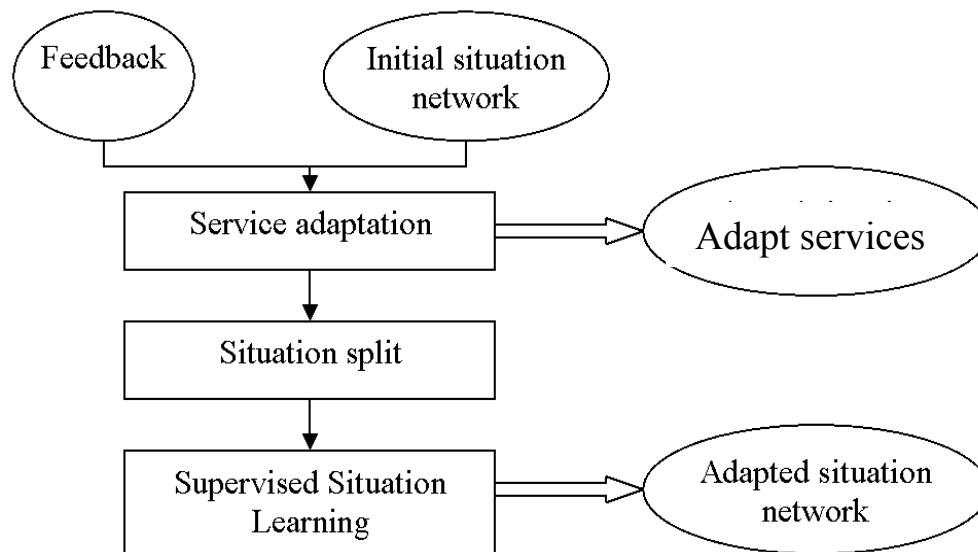 Feedback
Initial situation
network
Service adaptation
Adapt services
Situation split
Supervised Situation
Learning
Adapted situation
network